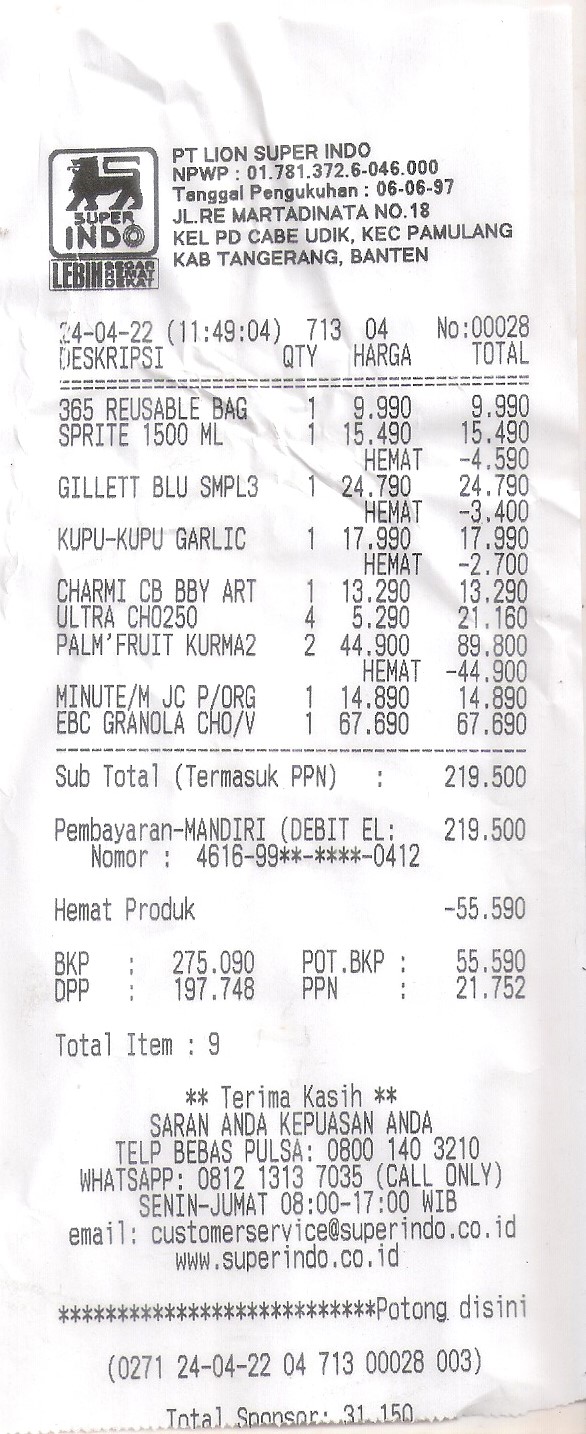 SUPER
INDO
LEBIH SEGAR HEMAT DEKAT
PT LION SUPER INDO
NPWP : 01.781.372.6-046.000
Tanggal Pengukuhan : 06-06-97
JL.RE MARTADINATA NO.18
KEL PD CABE UDIK, KEC PAMULANG
KAB TANGERANG, BANTEN
24-04-22 (11:49:04) 713 04 No:00028
DESKRIPSI QTY HARGA TOTAL
365 REUSABLE BAG 1 9.990 9.990
SPRITE 1500 ML 1 15.490 15.490
HEMAT -4.590
GILLETT BLU SMPL3 1 24.790 24.790
HEMAT -3.400
KUPU-KUPU GARLIC 1 17.990 17.990
HEMAT -2.700
CHARMI CB BBY ART 1 13.290 13.290
ULTRA CHO250 4 5.290 21.160
PALM'FRUIT KURMA2 2 44.900 89.800
HEMAT -44.900
MINUTE/M JC P/ORG 1 14.890 14.890
EBC GRANOLA CHO/V 1 67.690 67.690
Sub Total (Termasuk PPN) : 219.500
Pembayaran-MANDIRI (DEBIT EL: 219.500
Nomor : 4616-99**-****-0412
Hemat Produk -55.590
BKP : 275.090 POT.BKP : 55.590
DPP : 197.748 PPN : 21.752
Total Item : 9
** Terima Kasih **
SARAN ANDA KEPUASAN ANDA
TELP BEBAS PULSA: 0800 140 3210
WHATSAPP: 0812 1313 7035 (CALL ONLY)
SENIN-JUMAT 08:00-17:00 WIB
email: customerservice@superindo.co.id
www.superindo.co.id
***************************Potong disini
(0271 24-04-22 04 713 00028 003)
Total Sponsor: 31.150